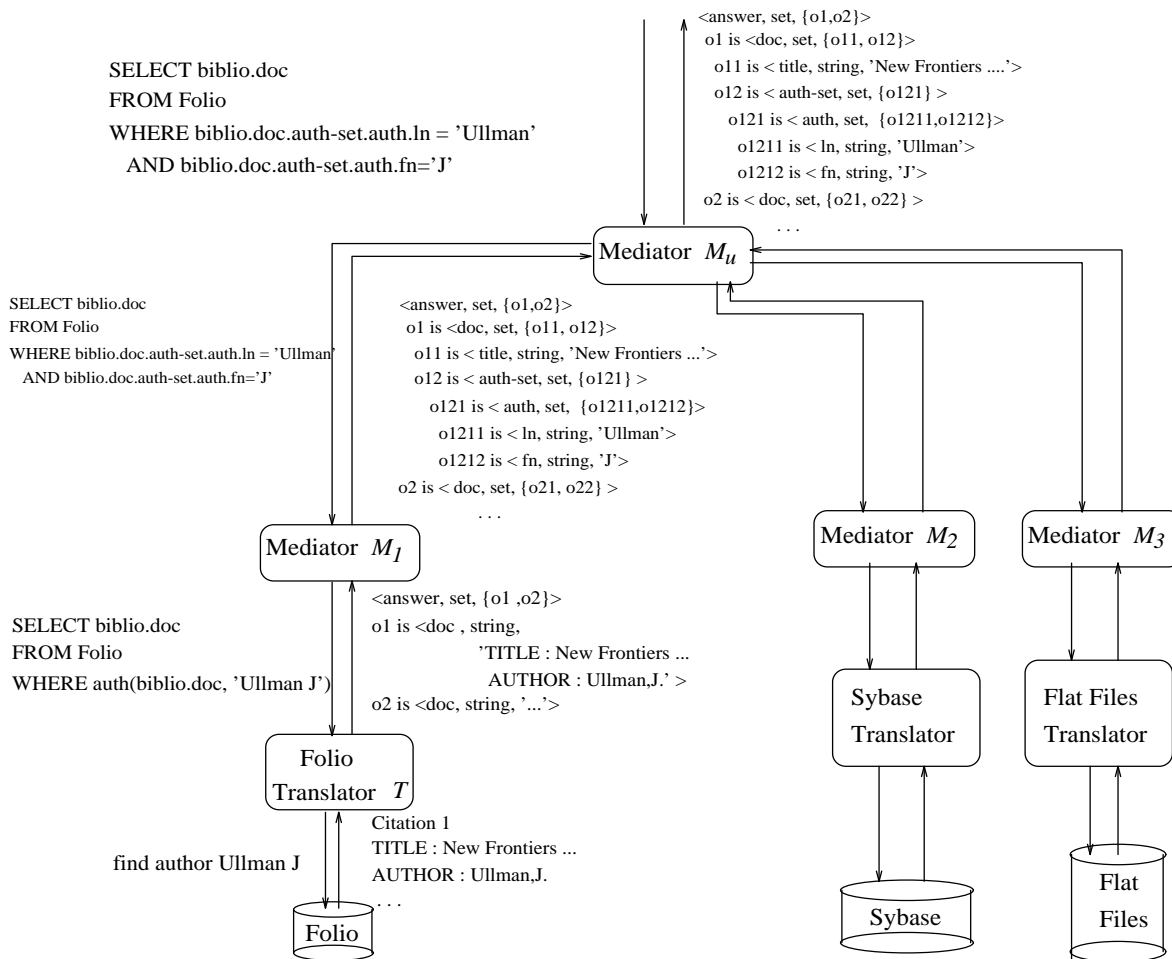 SELECT biblio.doc
FROM Folio
WHERE biblio.doc.auth-set.auth.ln = ’Ullman’
AND biblio.doc.auth-set.auth.fn=’J’
<answer, set, {o1,o2}>
o1 is <doc, set, {o11, o12}>
o11 is < title, string, ’New Frontiers ....’>
o12 is < auth-set, set, {o121} >
o121 is < auth, set, {o1211,o1212}>
o1211 is < ln, string, ’Ullman’>
o1212 is < fn, string, ’J’>
o2 is < doc, set, {o21, o22} >
. . .
Mediator M_u
SELECT biblio.doc
FROM Folio
WHERE biblio.doc.auth-set.auth.ln = ’Ullman’
AND biblio.doc.auth-set.auth.fn=’J’
<answer, set, {o1,o2}>
o1 is <doc, set, {o11, o12}>
o11 is < title, string, ’New Frontiers ...’>
o12 is < auth-set, set, {o121} >
o121 is < auth, set, {o1211,o1212}>
o1211 is < ln, string, ’Ullman’>
o1212 is < fn, string, ’J’>
o2 is < doc, set, {o21, o22} >
. . .
Mediator M_1
Mediator M_2
Mediator M_3
SELECT biblio.doc
FROM Folio
WHERE auth(biblio.doc, ’Ullman J’)
<answer, set, {o1 ,o2}>
o1 is <doc , string,
’TITLE : New Frontiers ...
AUTHOR : Ullman,J.’ >
o2 is <doc, string, ’...’>
Sybase
Translator
Flat Files
Translator
Folio
Translator T
find author Ullman J
Citation 1
TITLE : New Frontiers ...
AUTHOR : Ullman,J.
. . .
Folio
Sybase
Flat
Files